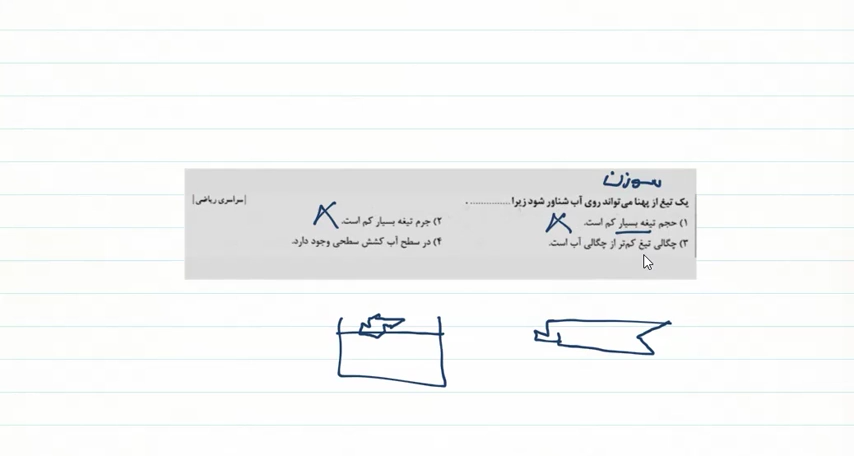 سوزن
یک تیغ از پهنا می‌تواند روی آب شناور شود زیرا .................. . |سراسری ریاضی|
۱) حجم تیغه بسیار کم است. ۲) جرم تیغه بسیار کم است.
۳) چگالی تیغ کم‌تر از چگالی آب است. ۴) در سطح آب کشش سطحی وجود دارد.